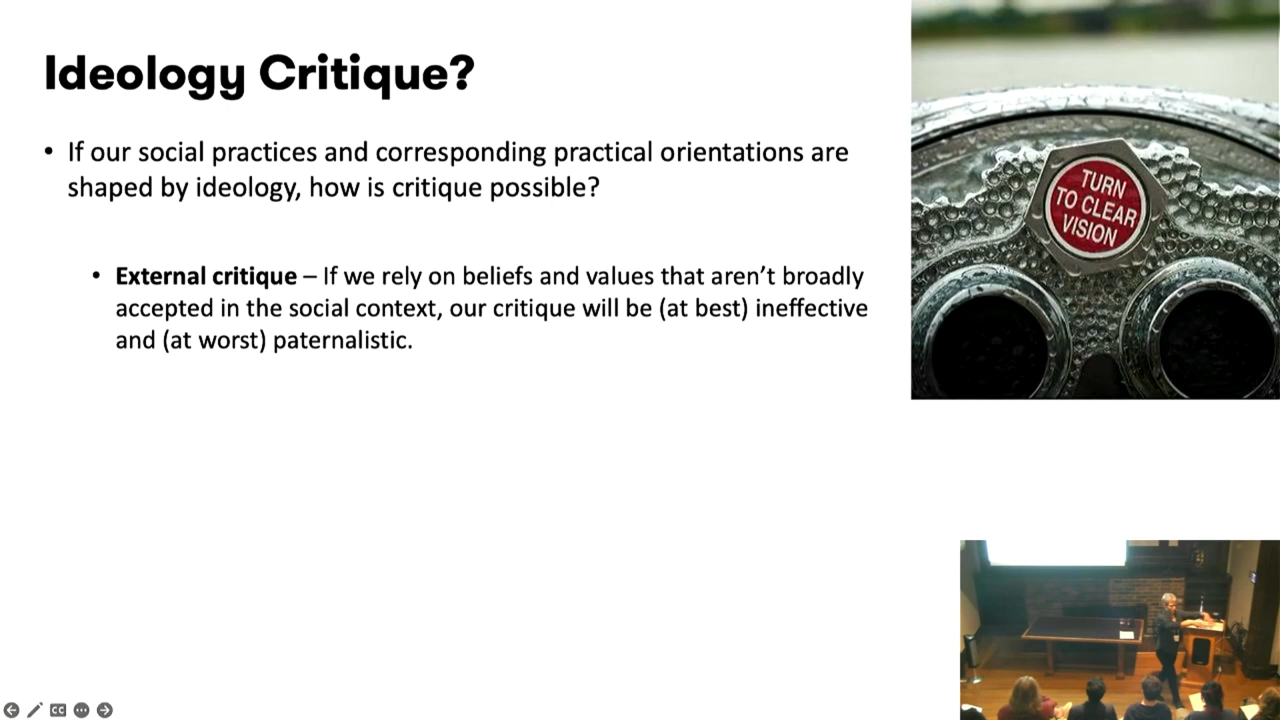 Ideology Critique?
• If our social practices and corresponding practical orientations are
shaped by ideology, how is critique possible?
• External critique – If we rely on beliefs and values that aren’t broadly
accepted in the social context, our critique will be (at best) ineffective
and (at worst) paternalistic.
TURN
TO CLEAR
VISION
CC